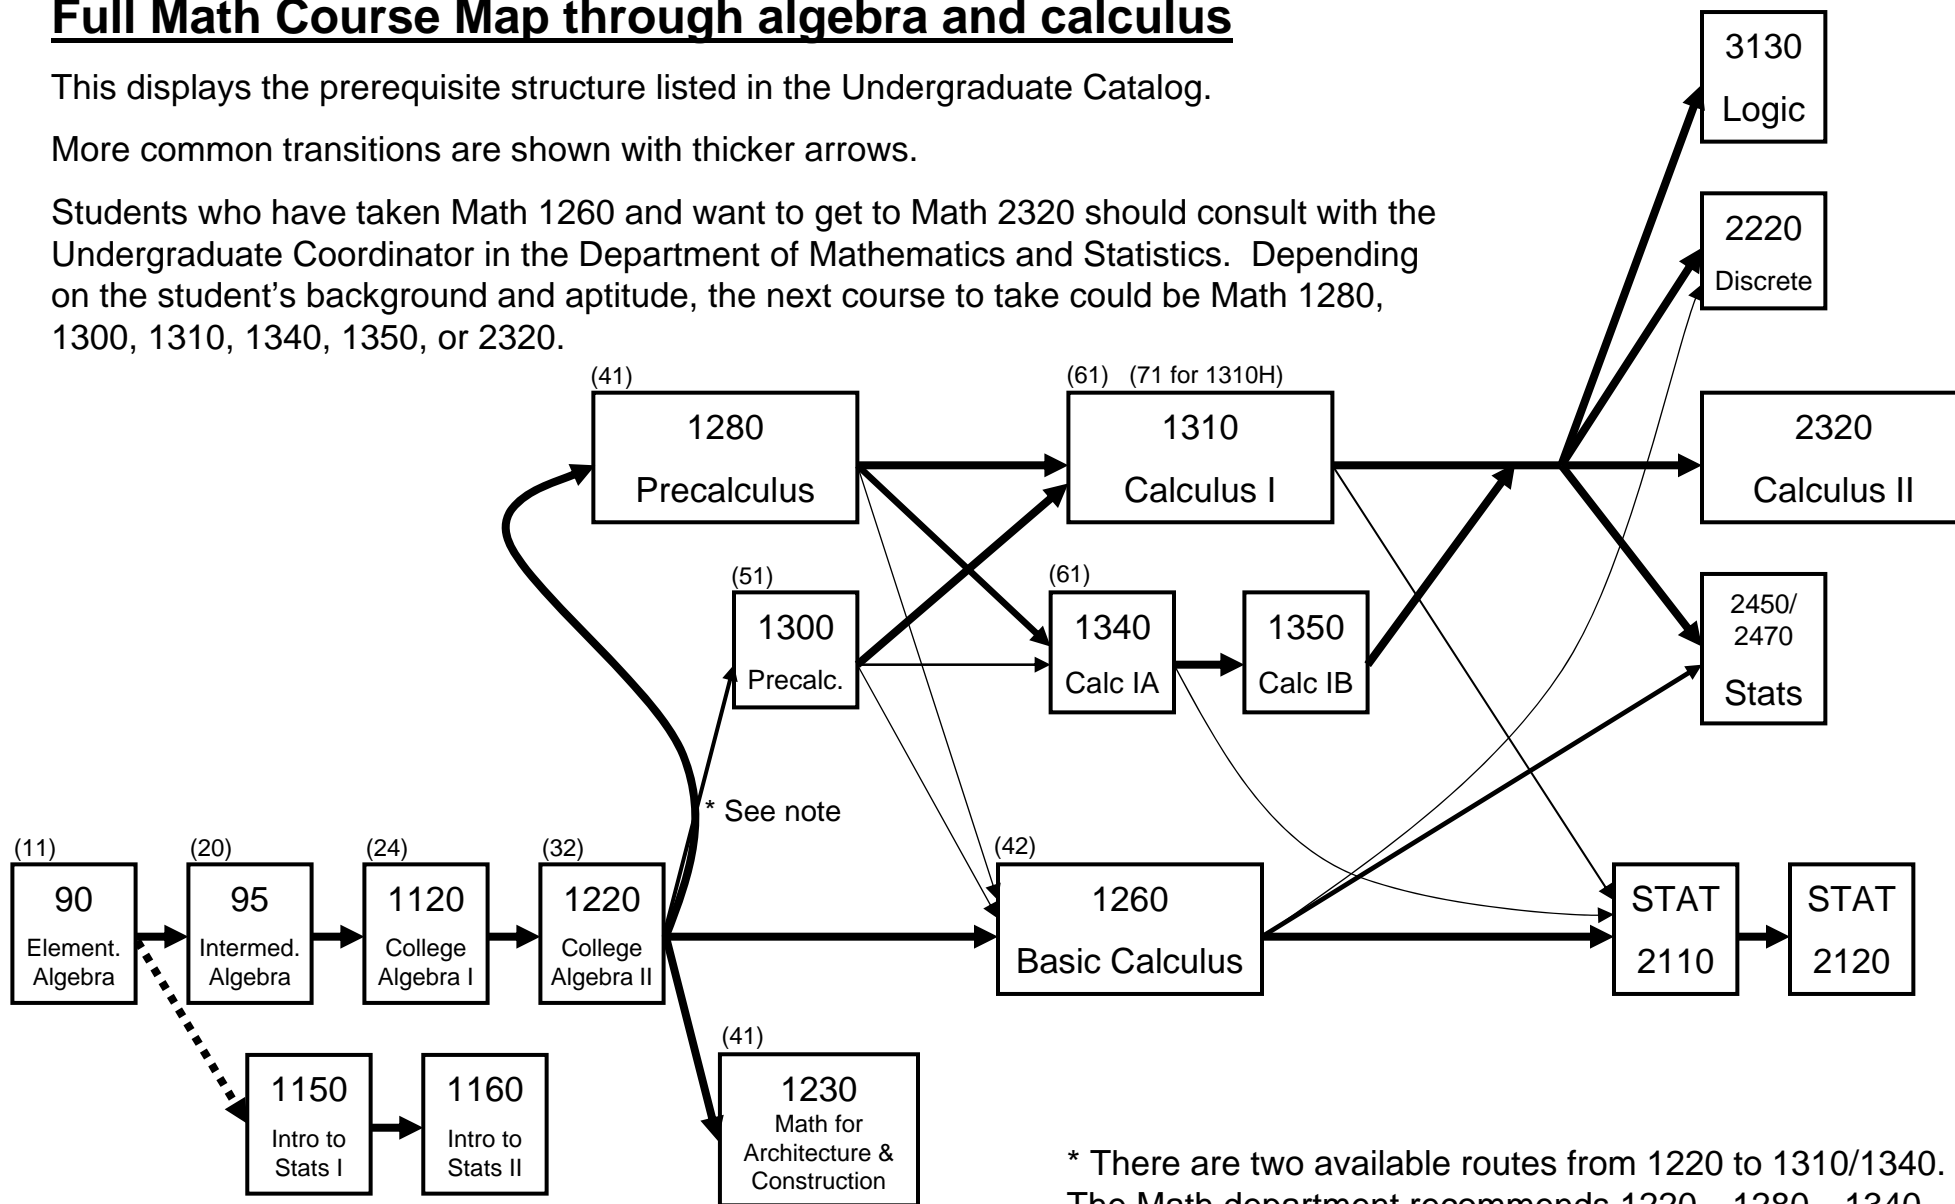 Full Math Course Map through algebra and calculus
This displays the prerequisite structure listed in the Undergraduate Catalog.
More common transitions are shown with thicker arrows.
Students who have taken Math 1260 and want to get to Math 2320 should consult with the
Undergraduate Coordinator in the Department of Mathematics and Statistics.  Depending
on the student’s background and aptitude, the next course to take could be Math 1280,
1300, 1310, 1340, 1350, or 2320.
3130
Logic
2220
Discrete
(41)
1280
Precalculus
(61) (71 for 1310H)
1310
Calculus I
2320
Calculus II
(51)
1300
Precalc.
(61)
1340
Calc IA
1350
Calc IB
2450/
2470
Stats
* See note
(11)
90
Element.
Algebra
(20)
95
Intermed.
Algebra
(24)
1120
College
Algebra I
(32)
1220
College
Algebra II
(42)
1260
Basic Calculus
STAT
2110
STAT
2120
1150
Intro to
Stats I
1160
Intro to
Stats II
(41)
1230
Math for
Architecture &
Construction
* There are two available routes from 1220 to 1310/1340.
The Math department recommends 1220 - 1280 - 1340